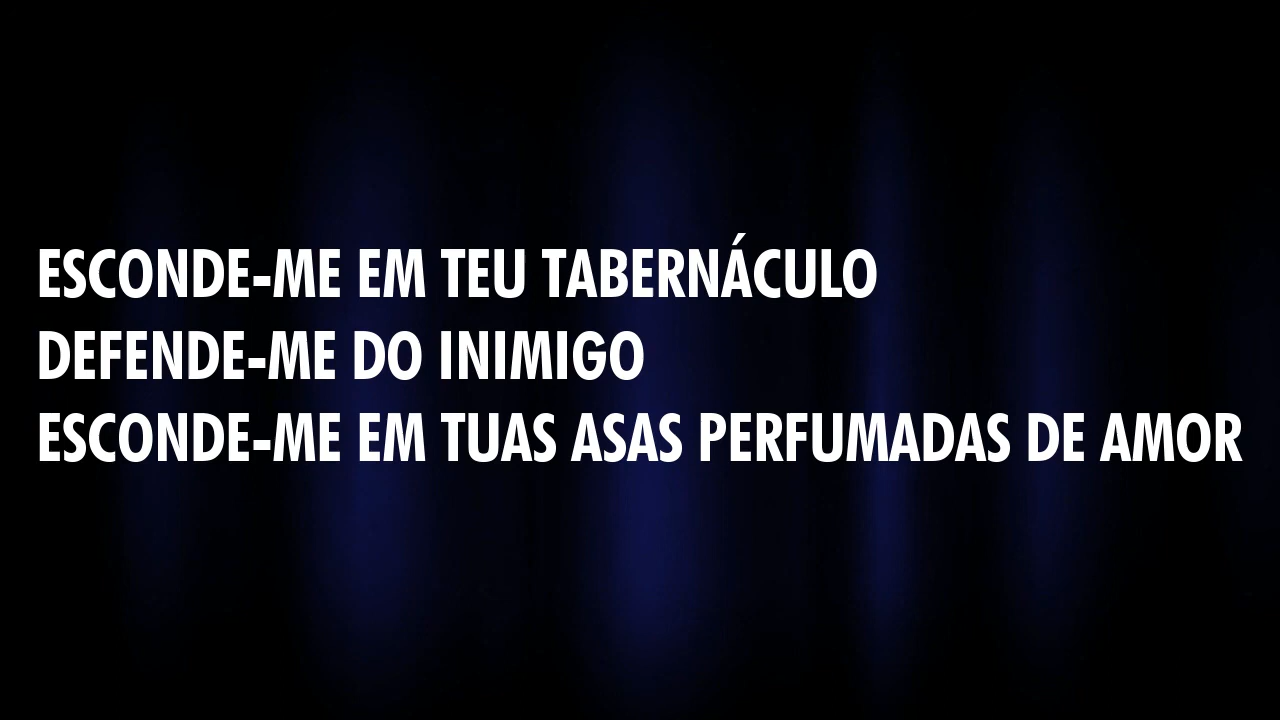 ESCONDE-ME EM TEU TABERNÁCULO
DEFENDE-ME DO INIMIGO
ESCONDE-ME EM TUAS ASAS PERFUMADAS DE AMOR